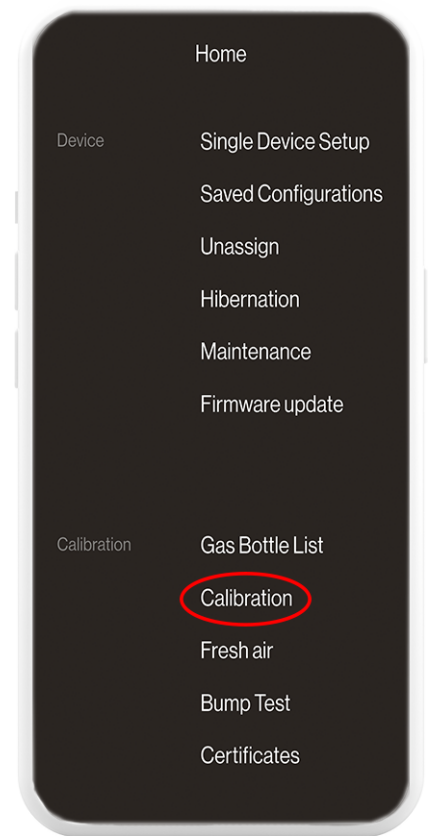 Home
Device
Single Device Setup
Saved Configurations
Unassign
Hibernation
Maintenance
Firmware update
Calibration
Gas Bottle List
Calibration
Fresh air
Bump Test
Certificates